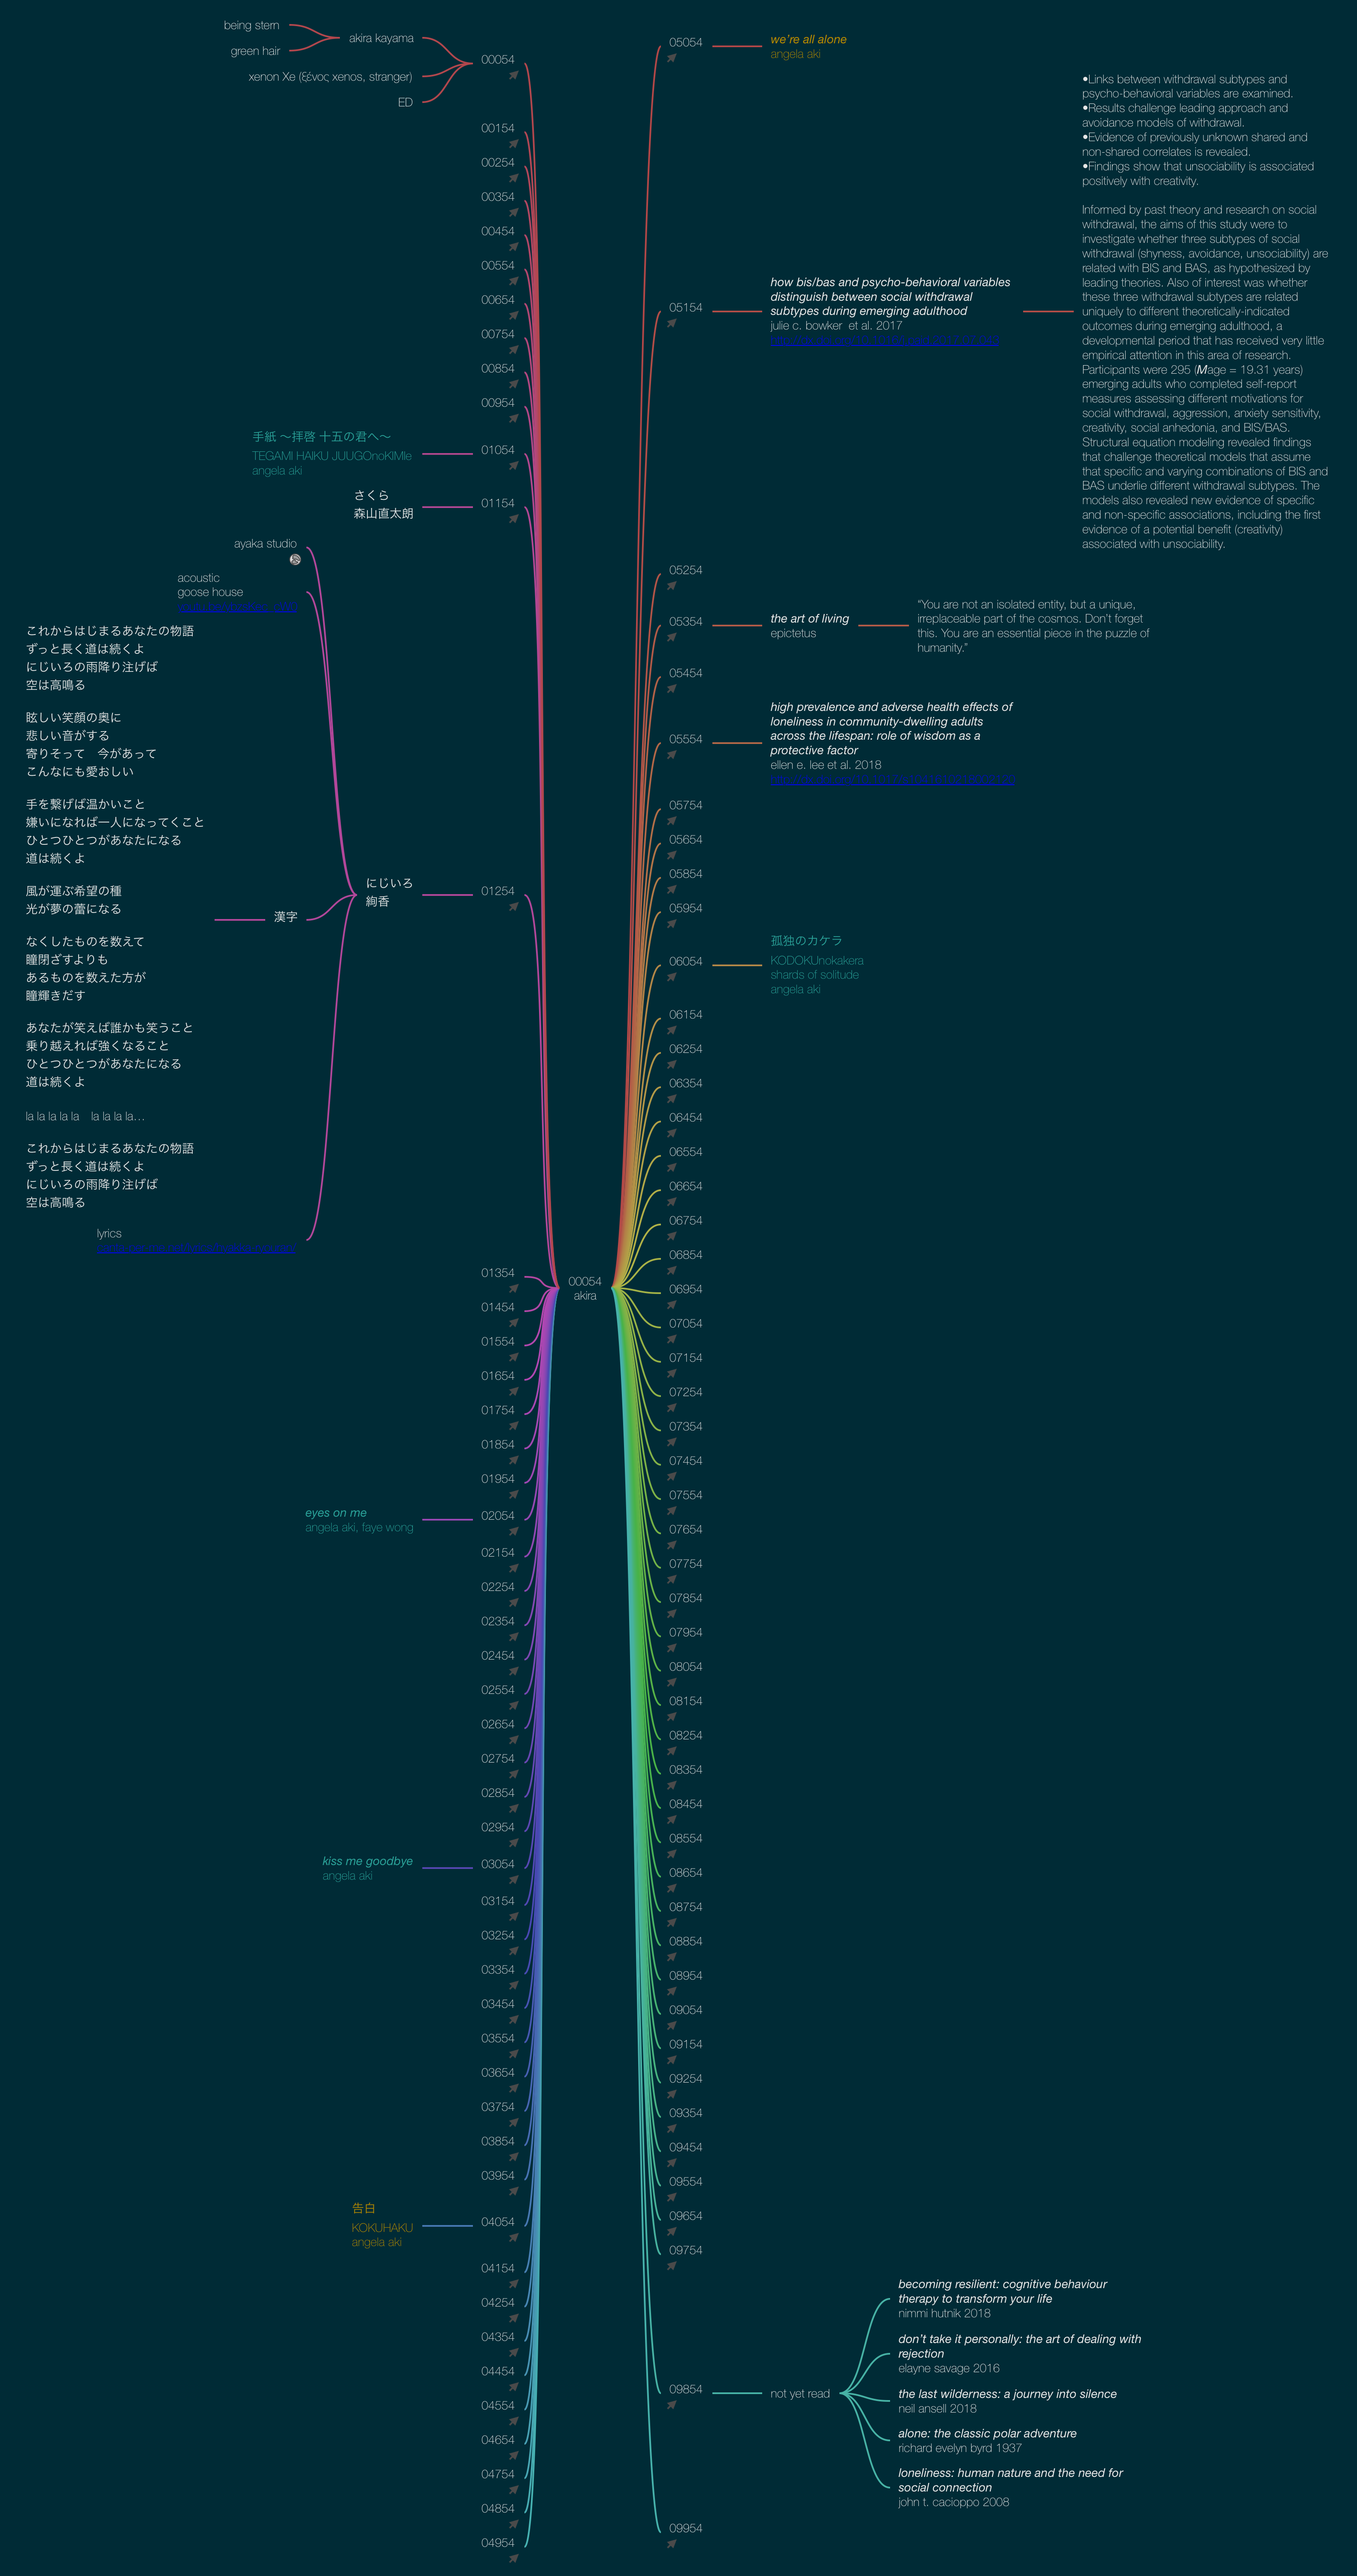 being stern
green hair
akira kayama
xenon Xe (ξένος xenos, stranger)
ED
00054
00154
00254
00354
00454
00554
00654
00754
00854
00954
手紙 〜拝啓 十五の君へ〜
TEGAMI HAIKU JUUGOnoKIMIe
angela aki
01054
さくら
森山直太朗
01154
ayaka studio
acoustic
goose house
これからはじまるあなたの物語
ずっと長く道は続くよ
にじいろの雨降り注げば
空は高鳴る
眩しい笑顔の奥に
悲しい音がする
寄りそって　今があって
こんなにも愛おしい
手を繋げば温かいこと
嫌いになれば一人になってくこと
ひとつひとつがあなたになる
道は続くよ
風が運ぶ希望の種
光が夢の蕾になる
なくしたものを数えて
瞳閉ざすよりも
あるものを数えた方が
瞳輝きだす
あなたが笑えば誰かも笑うこと
乗り越えれば強くなること
ひとつひとつがあなたになる
道は続くよ
la la la la la　la la la la…
これからはじまるあなたの物語
ずっと長く道は続くよ
にじいろの雨降り注げば
空は高鳴る
漢字
lyrics
にじいろ
絢香
01254
01354
01454
01554
01654
01754
01854
01954
eyes on me
angela aki, faye wong
02054
02154
02254
02354
02454
02554
02654
02754
02854
02954
kiss me goodbye
angela aki
03054
03154
03254
03354
03454
03554
03654
03754
03854
03954
告白
KOKUHAKU
angela aki
04054
04154
04254
04354
04454
04554
04654
04754
04854
04954
00054
akira
05054
we're all alone
angela aki
05154
how bis/bas and psycho-behavioral variables
distinguish between social withdrawal
subtypes during emerging adulthood
julie c. bowker et al. 2017
•Links between withdrawal subtypes and
psycho-behavioral variables are examined.
•Results challenge leading approach and
avoidance models of withdrawal.
•Evidence of previously unknown shared and
non-shared correlates is revealed.
•Findings show that unsociability is associated
positively with creativity.
Informed by past theory and research on social
withdrawal, the aims of this study were to
investigate whether three subtypes of social
withdrawal (shyness, avoidance, unsociability) are
related with BIS and BAS, as hypothesized by
leading theories. Also of interest was whether
these three withdrawal subtypes are related
uniquely to different theoretically-indicated
outcomes during emerging adulthood, a
developmental period that has received very little
empirical attention in this area of research.
Participants were 295 (Mage = 19.31 years)
emerging adults who completed self-report
measures assessing different motivations for
social withdrawal, aggression, anxiety sensitivity,
creativity, social anhedonia, and BIS/BAS.
Structural equation modeling revealed findings
that challenge theoretical models that assume
that specific and varying combinations of BIS and
BAS underlie different withdrawal subtypes. The
models also revealed new evidence of specific
and non-specific associations, including the first
evidence of a potential benefit (creativity)
associated with unsociability.
05254
05354
the art of living
epictetus
"You are not an isolated entity, but a unique,
irreplaceable part of the cosmos. Don't forget
this. You are an essential piece in the puzzle of
humanity."
05454
05554
high prevalence and adverse health effects of
loneliness in community-dwelling adults
across the lifespan: role of wisdom as a
protective factor
ellen e. lee et al. 2018
05754
05654
05854
05954
06054
孤独のカケラ
KODOKUnokakera
shards of solitude
angela aki
06154
06254
06354
06454
06554
06654
06754
06854
06954
07054
07154
07254
07354
07454
07554
07654
07754
07854
07954
08054
08154
08254
08354
08454
08554
08654
08754
08854
08954
09054
09154
09254
09354
09454
09554
09654
09754
09854
not yet read
becoming resilient: cognitive behaviour
therapy to transform your life
nimmi hutnik 2018
don't take it personally: the art of dealing with
rejection
elayne savage 2016
the last wilderness: a journey into silence
neil ansell 2018
alone: the classic polar adventure
richard evelyn byrd 1937
loneliness: human nature and the need for
social connection
john t. cacioppo 2008
09954